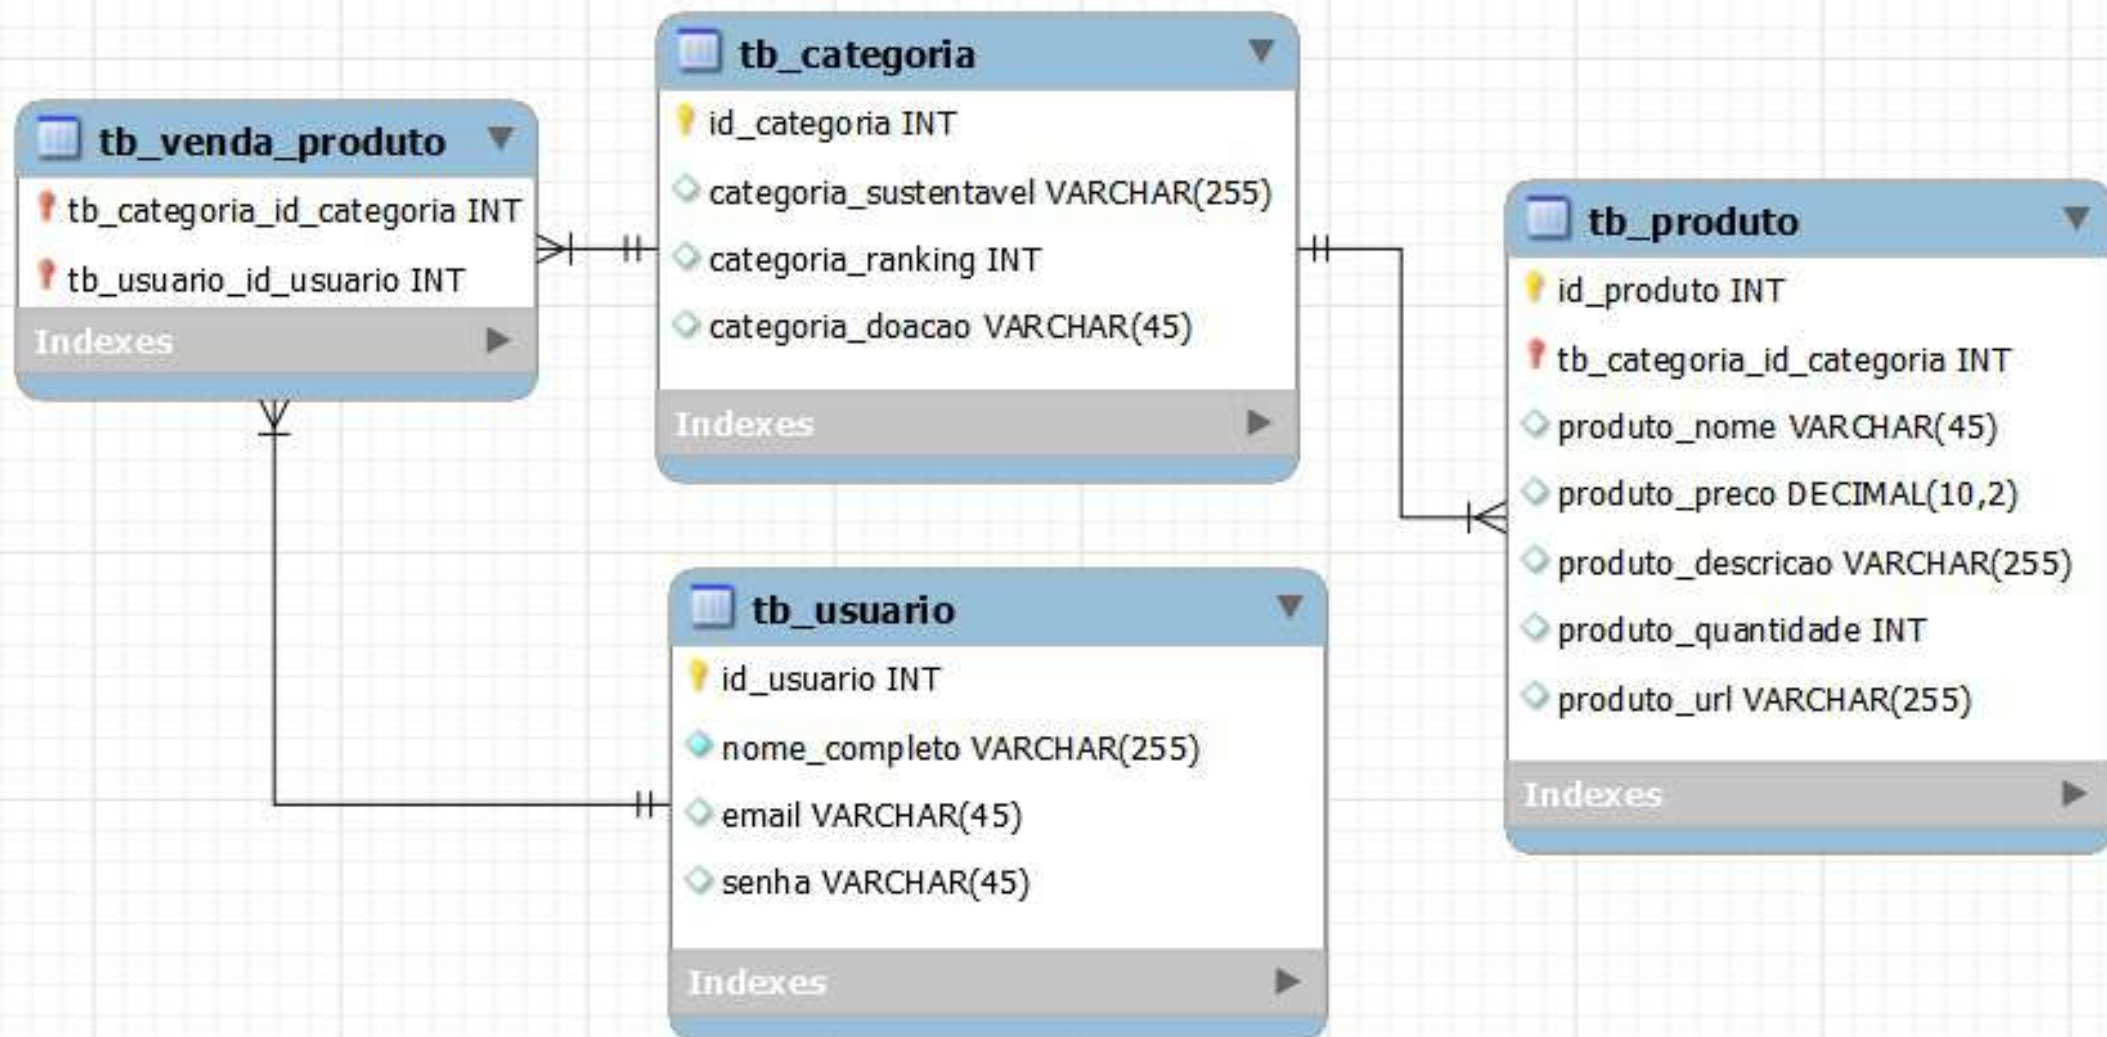 tb_venda_produto
tb_categoria_id_categoria INT
tb_usuario_id_usuario INT
Indexes
tb_categoria
id_categoria INT
categoria_sustentavel VARCHAR(255)
categoria_ranking INT
categoria_doacao VARCHAR(45)
Indexes
tb_usuario
id_usuario INT
nome_completo VARCHAR(255)
email VARCHAR(45)
senha VARCHAR(45)
Indexes
tb_produto
id_produto INT
tb_categoria_id_categoria INT
produto_nome VARCHAR(45)
produto_preco DECIMAL(10,2)
produto_descricao VARCHAR(255)
produto_quantidade INT
produto_url VARCHAR(255)
Indexes